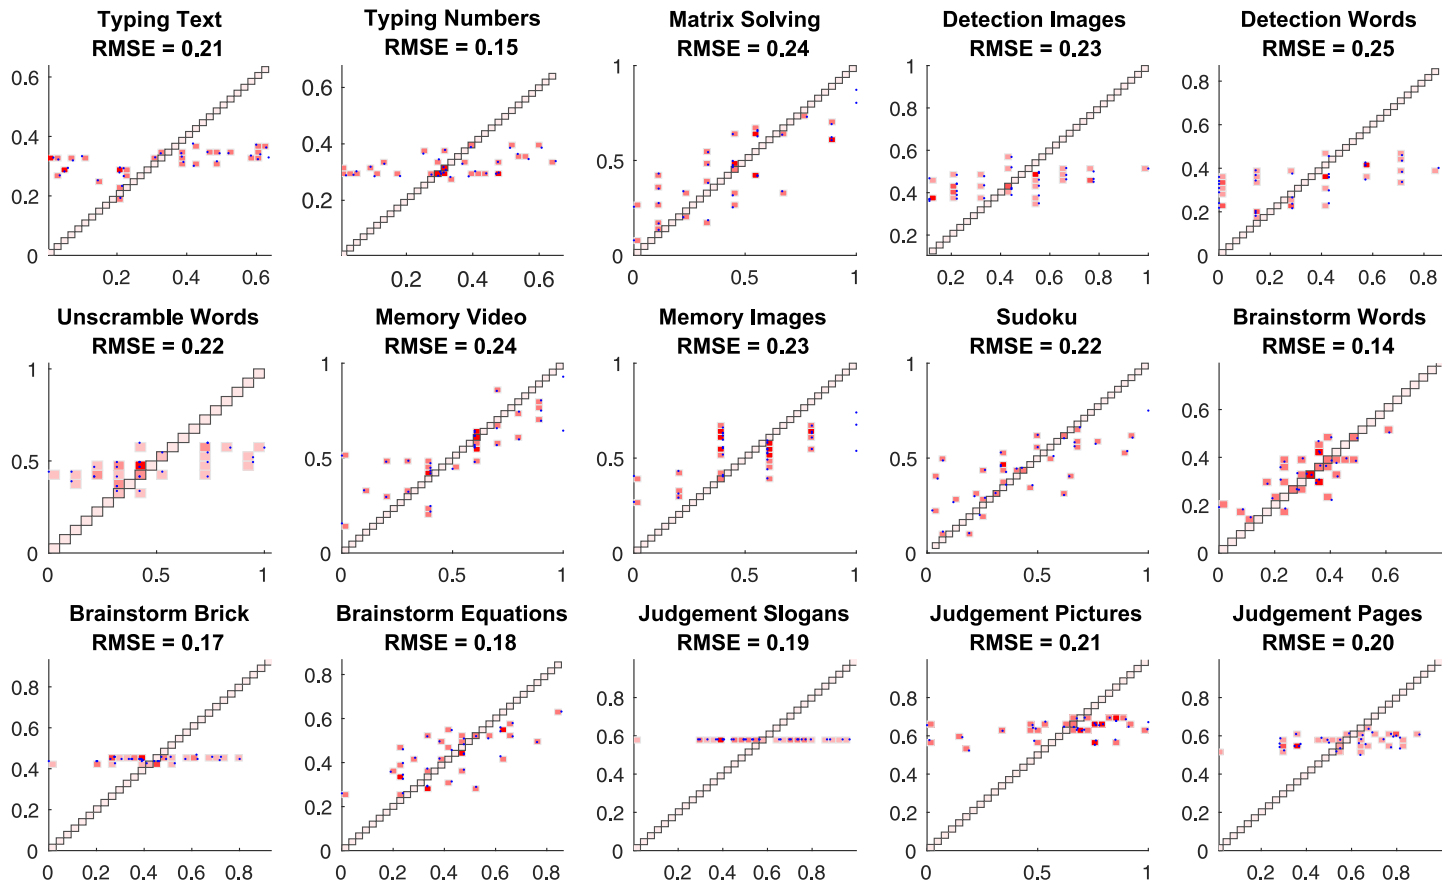 Typing Text
RMSE = 0.21
0.6
0.4
0.2
0
0.2 0.4 0.6
Typing Numbers
RMSE = 0.15
0.6
0.4
0.2
0.2 0.4 0.6
Matrix Solving
RMSE = 0.24
1
0.5
0
0 0.5 1
Detection Images
RMSE = 0.23
1
0.8
0.6
0.4
0.2
0.2 0.4 0.6 0.8 1
Detection Words
RMSE = 0.25
0.8
0.6
0.4
0.2
0
0 0.2 0.4 0.6 0.8
Unscramble Words
RMSE = 0.22
1
0.5
0
0 0.5 1
Memory Video
RMSE = 0.24
1
0.5
0
0 0.5 1
Memory Images
RMSE = 0.23
1
0.5
0
0 0.5 1
Sudoku
RMSE = 0.22
1
0.5
0
0 0.5 1
Brainstorm Words
RMSE = 0.14
0.6
0.4
0.2
0
0 0.2 0.4 0.6
Brainstorm Brick
RMSE = 0.17
0.8
0.6
0.4
0.2
0
0 0.2 0.4 0.6 0.8
Brainstorm Equations
RMSE = 0.18
0.8
0.6
0.4
0.2
0
0 0.2 0.4 0.6 0.8
Judgement Slogans
RMSE = 0.19
0.8
0.6
0.4
0.2
0
0.2 0.4 0.6 0.8
Judgement Pictures
RMSE = 0.21
0.8
0.6
0.4
0.2
0
0 0.5 1
Judgement Pages
RMSE = 0.20
0.8
0.6
0.4
0.2
0
0.2 0.4 0.6 0.8